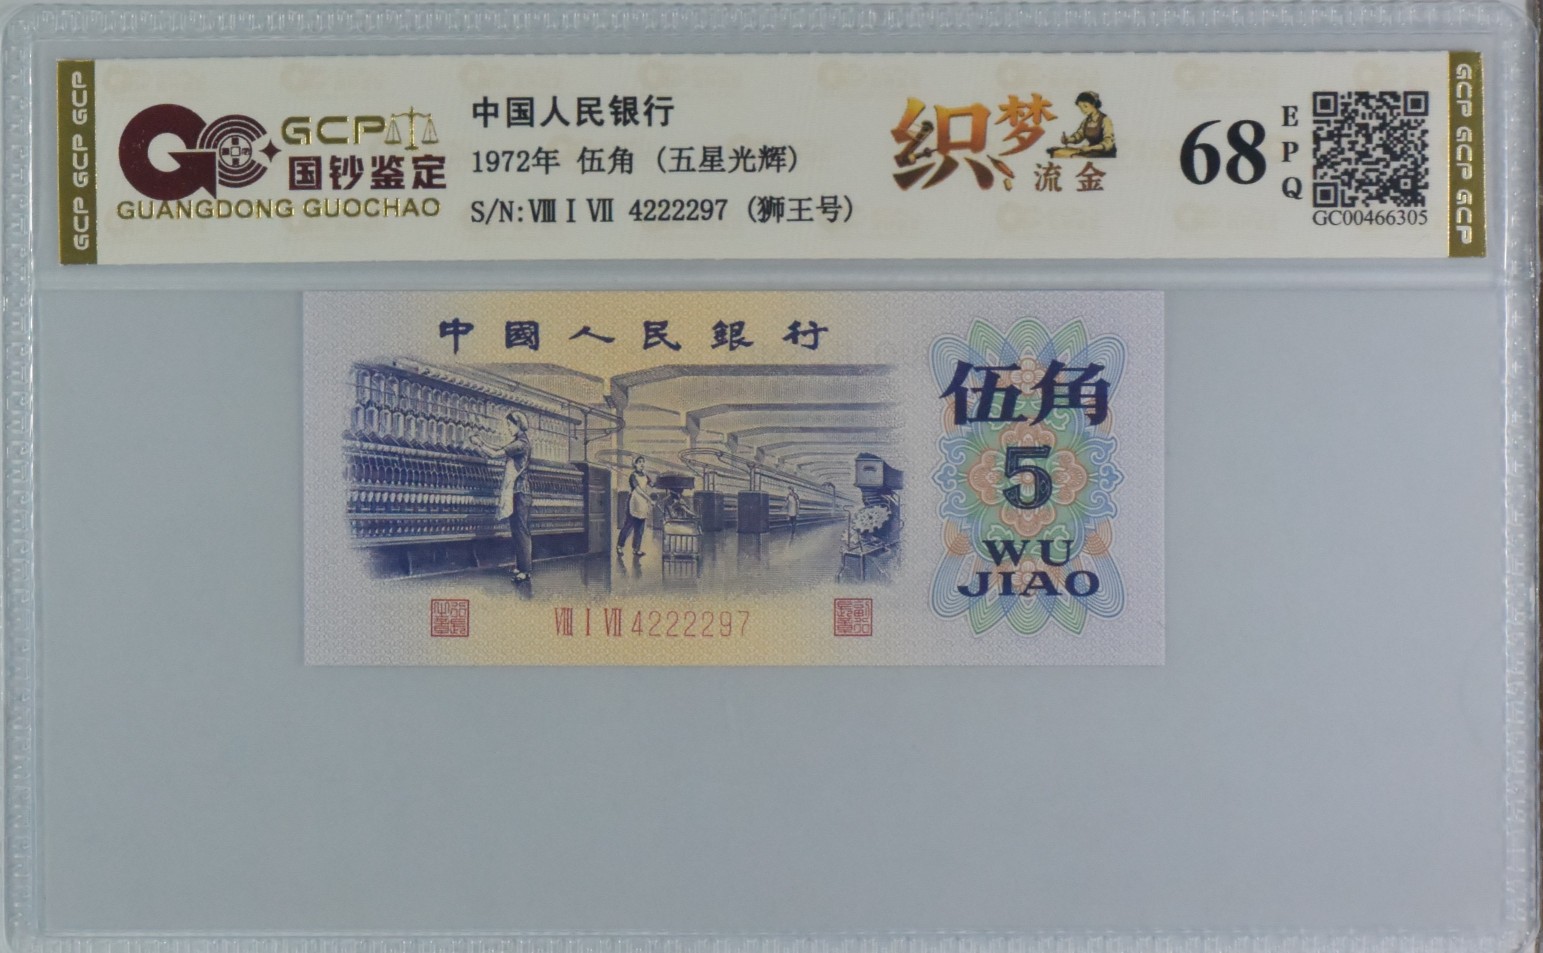 GCP GCP GCP
GCP
国钞鉴定
GUANGDONG GUOCHAO
中国人民银行
1972年 伍角 (五星光辉)
S/N:Ⅷ Ⅰ Ⅶ 4222297 (狮王号)
织梦
流金
68
EPQ
GC00466305
GCP GCP GCP
中國人民銀行
伍角
5
WU
JIAO
Ⅷ Ⅰ Ⅶ 4222297